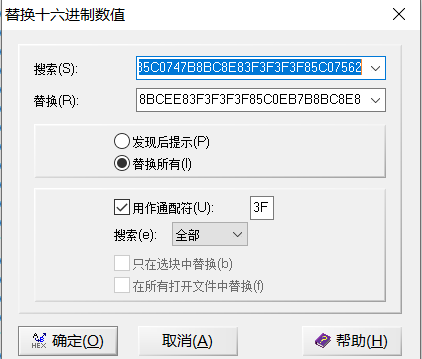 替换十六进制数值
搜索(S):
85C0747B8BC8E83F3F3F3F85C07562
替换(R):
8BCEE83F3F3F3F85C0EB7B8BC8E8
发现后提示(P)
替换所有(I)
用作通配符(U):
3F
搜索(e):
全部
只在选块中替换(b)
在所有打开文件中替换(f)
HEX
确定(O)
取消(A)
帮助(H)